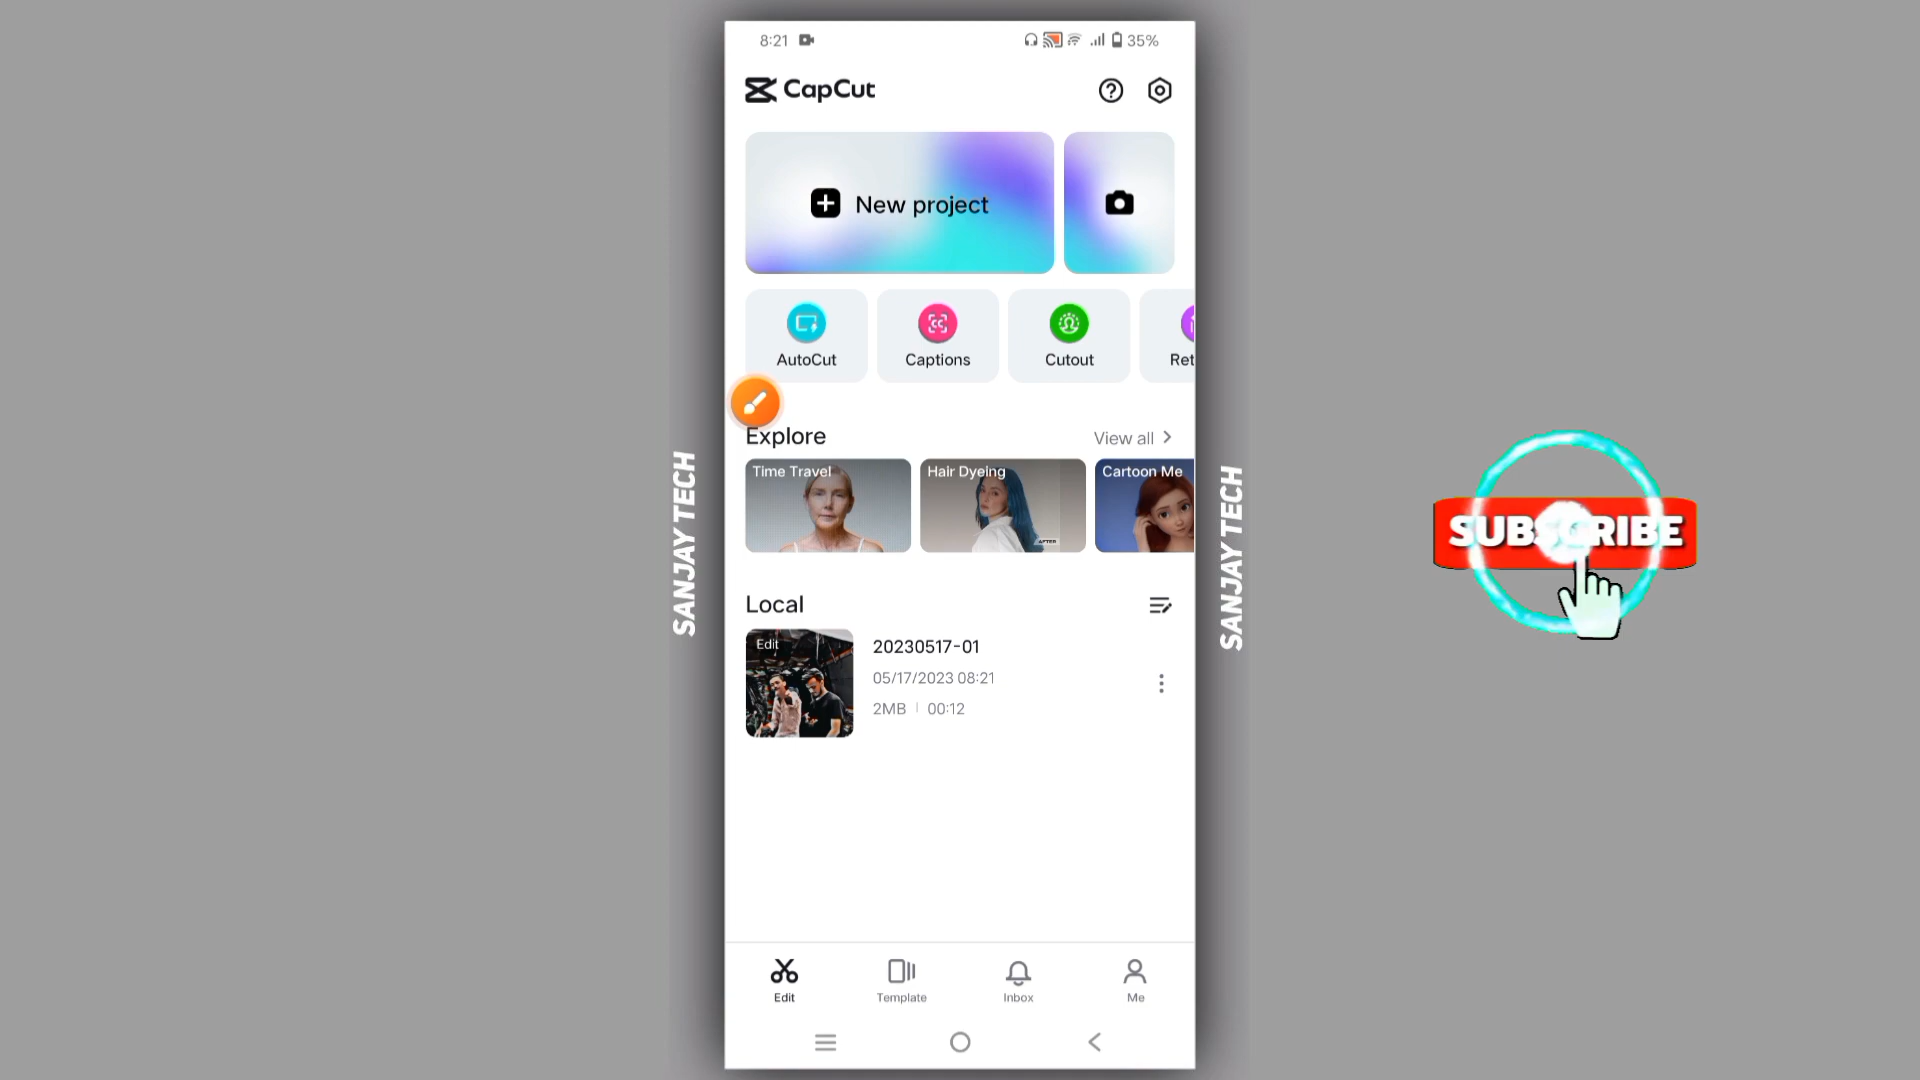 8:21
35%
CapCut
New project
AutoCut
Captions
Cutout
Ret
Explore
View all
Time Travel
Hair Dyeing
AFTER
Cartoon Me
Local
Edit
20230517-01
05/17/2023 08:21
2MB | 00:12
Edit
Template
Inbox
Me
SANJAY TECH
SANJAY TECH
SUBSCRIBE